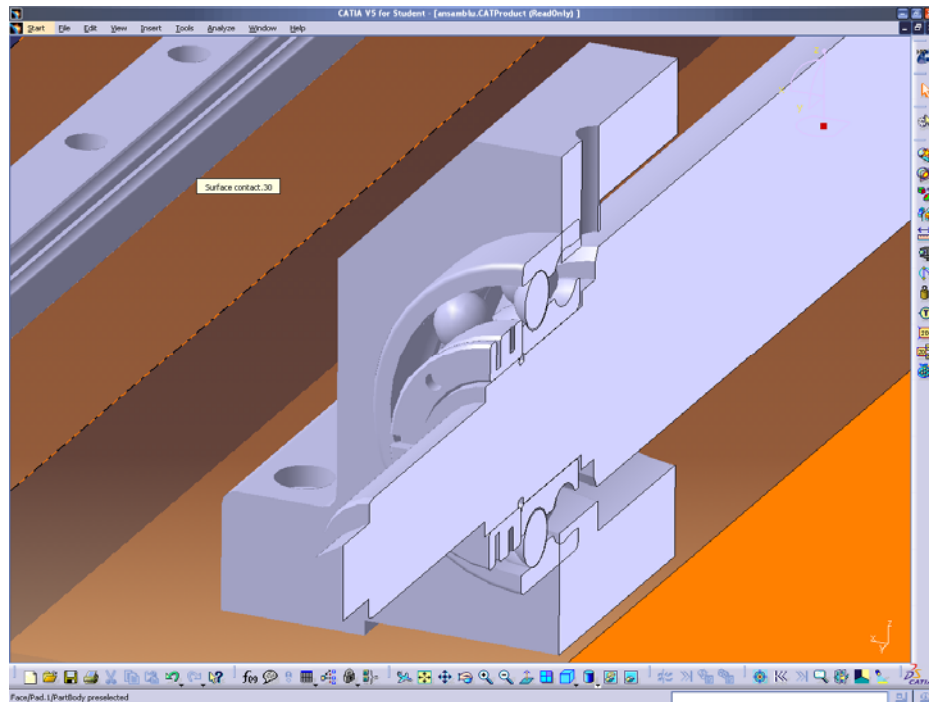 CATIA V5 for Student - [ansamblu.CATProduct (ReadOnly) ]
Start File Edit View Insert Tools Analyze Window Help
Surface contact.30
z
x
y
f(x)
CATIA
Face/Pad.1/PartBody preselected